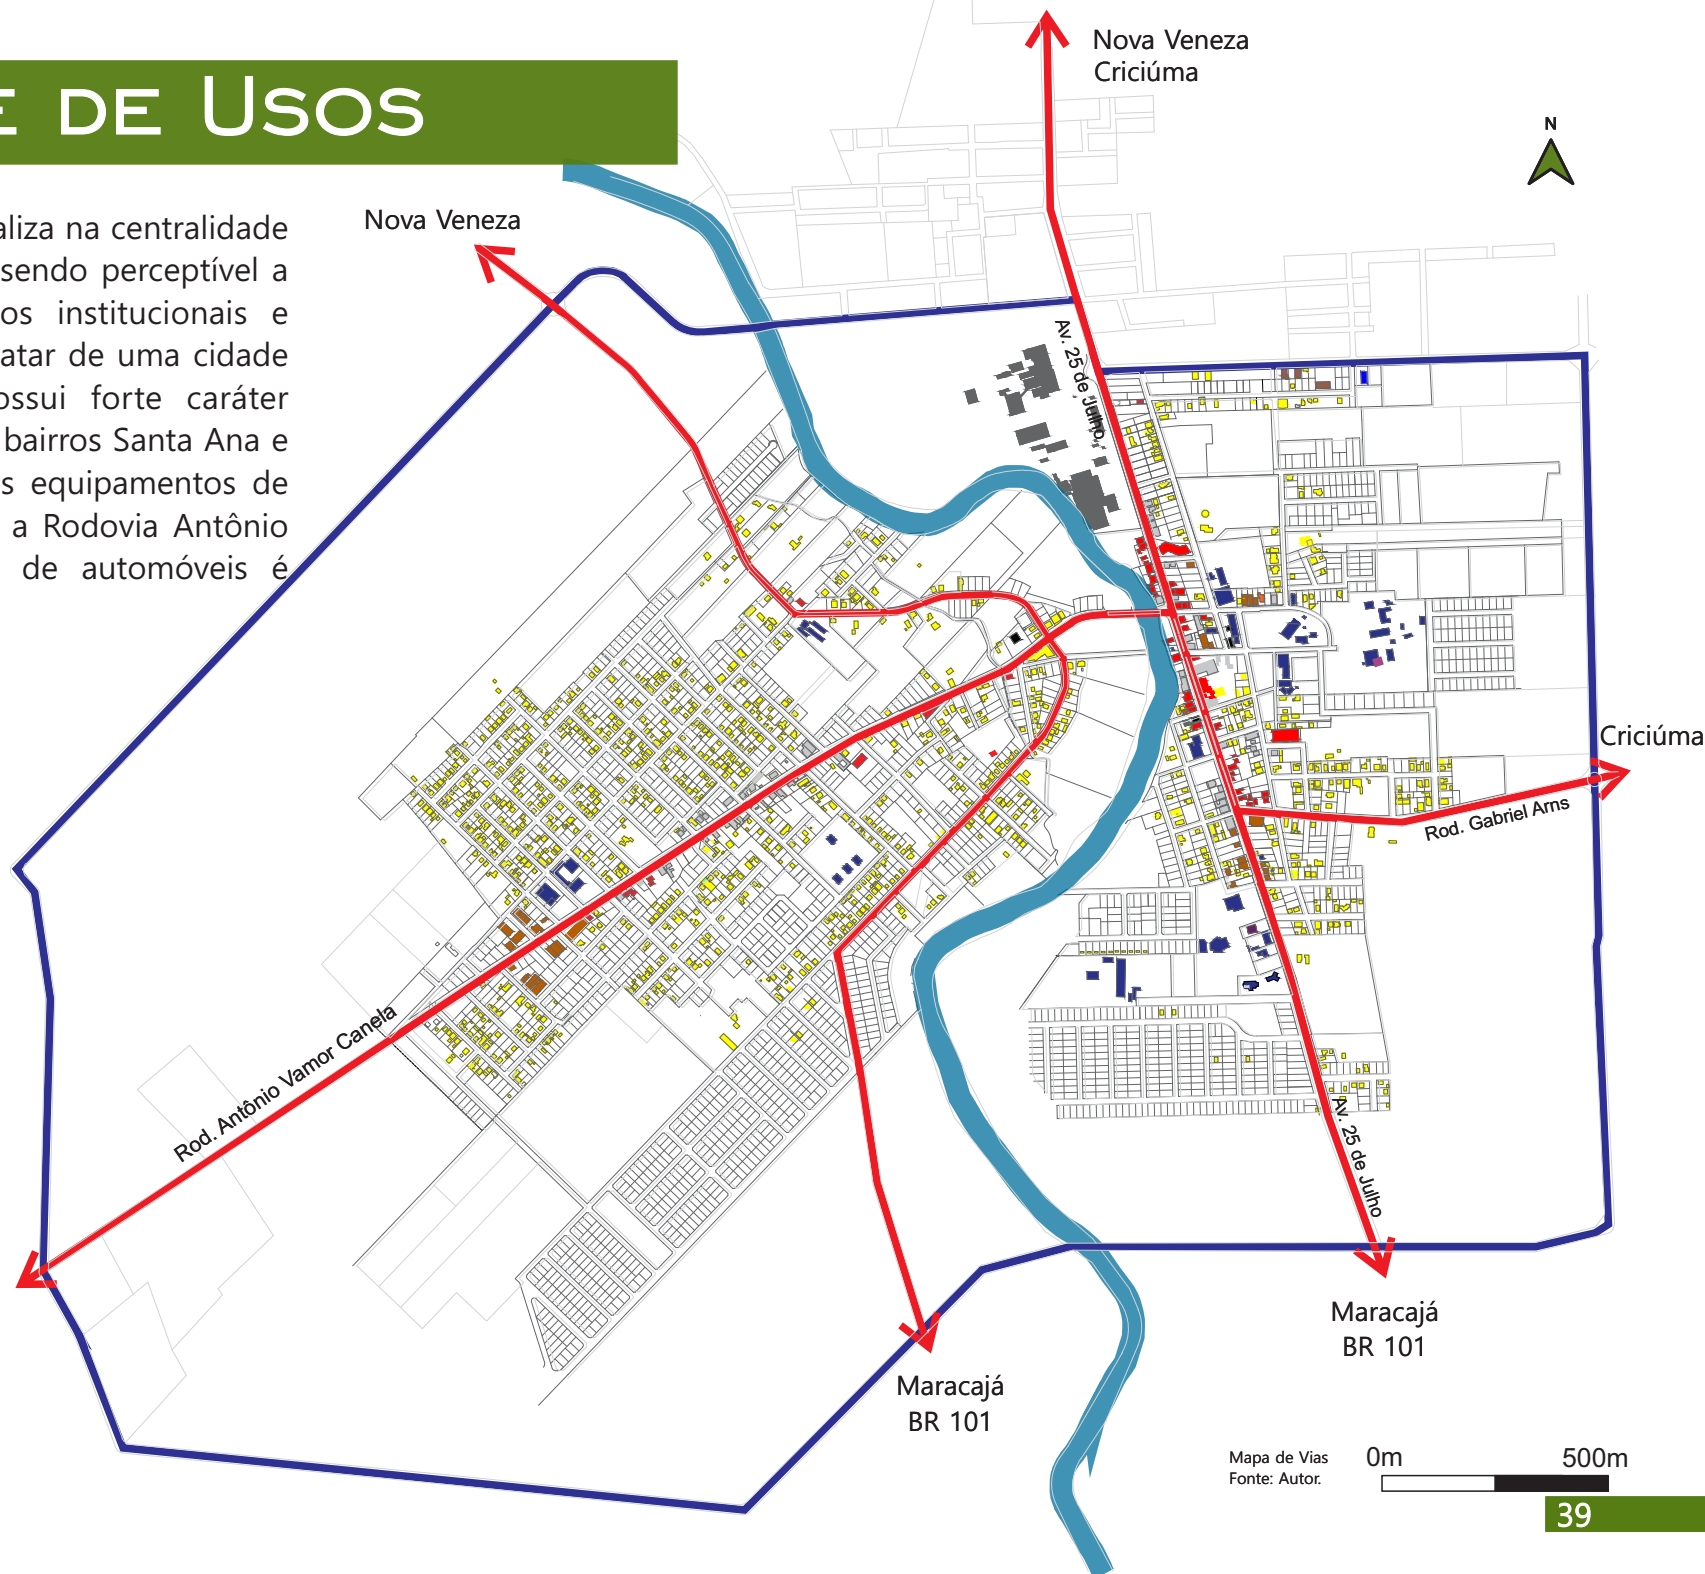 E DE USOS
aliza na centralidade
sendo perceptível a
os institucionais e
atar de uma cidade
ossui forte caráter
bairros Santa Ana e
s equipamentos de
a Rodovia Antônio
de automóveis é
Nova Veneza
Nova Veneza
Criciúma
N
Av. 25 de Julho
Criciúma
Rod. Gabriel Arns
Rod. Antônio Vamor Canela
Av. 25 de Julho
Maracajá
BR 101
Maracajá
BR 101
Mapa de Vias
Fonte: Autor.
0m 500m
39